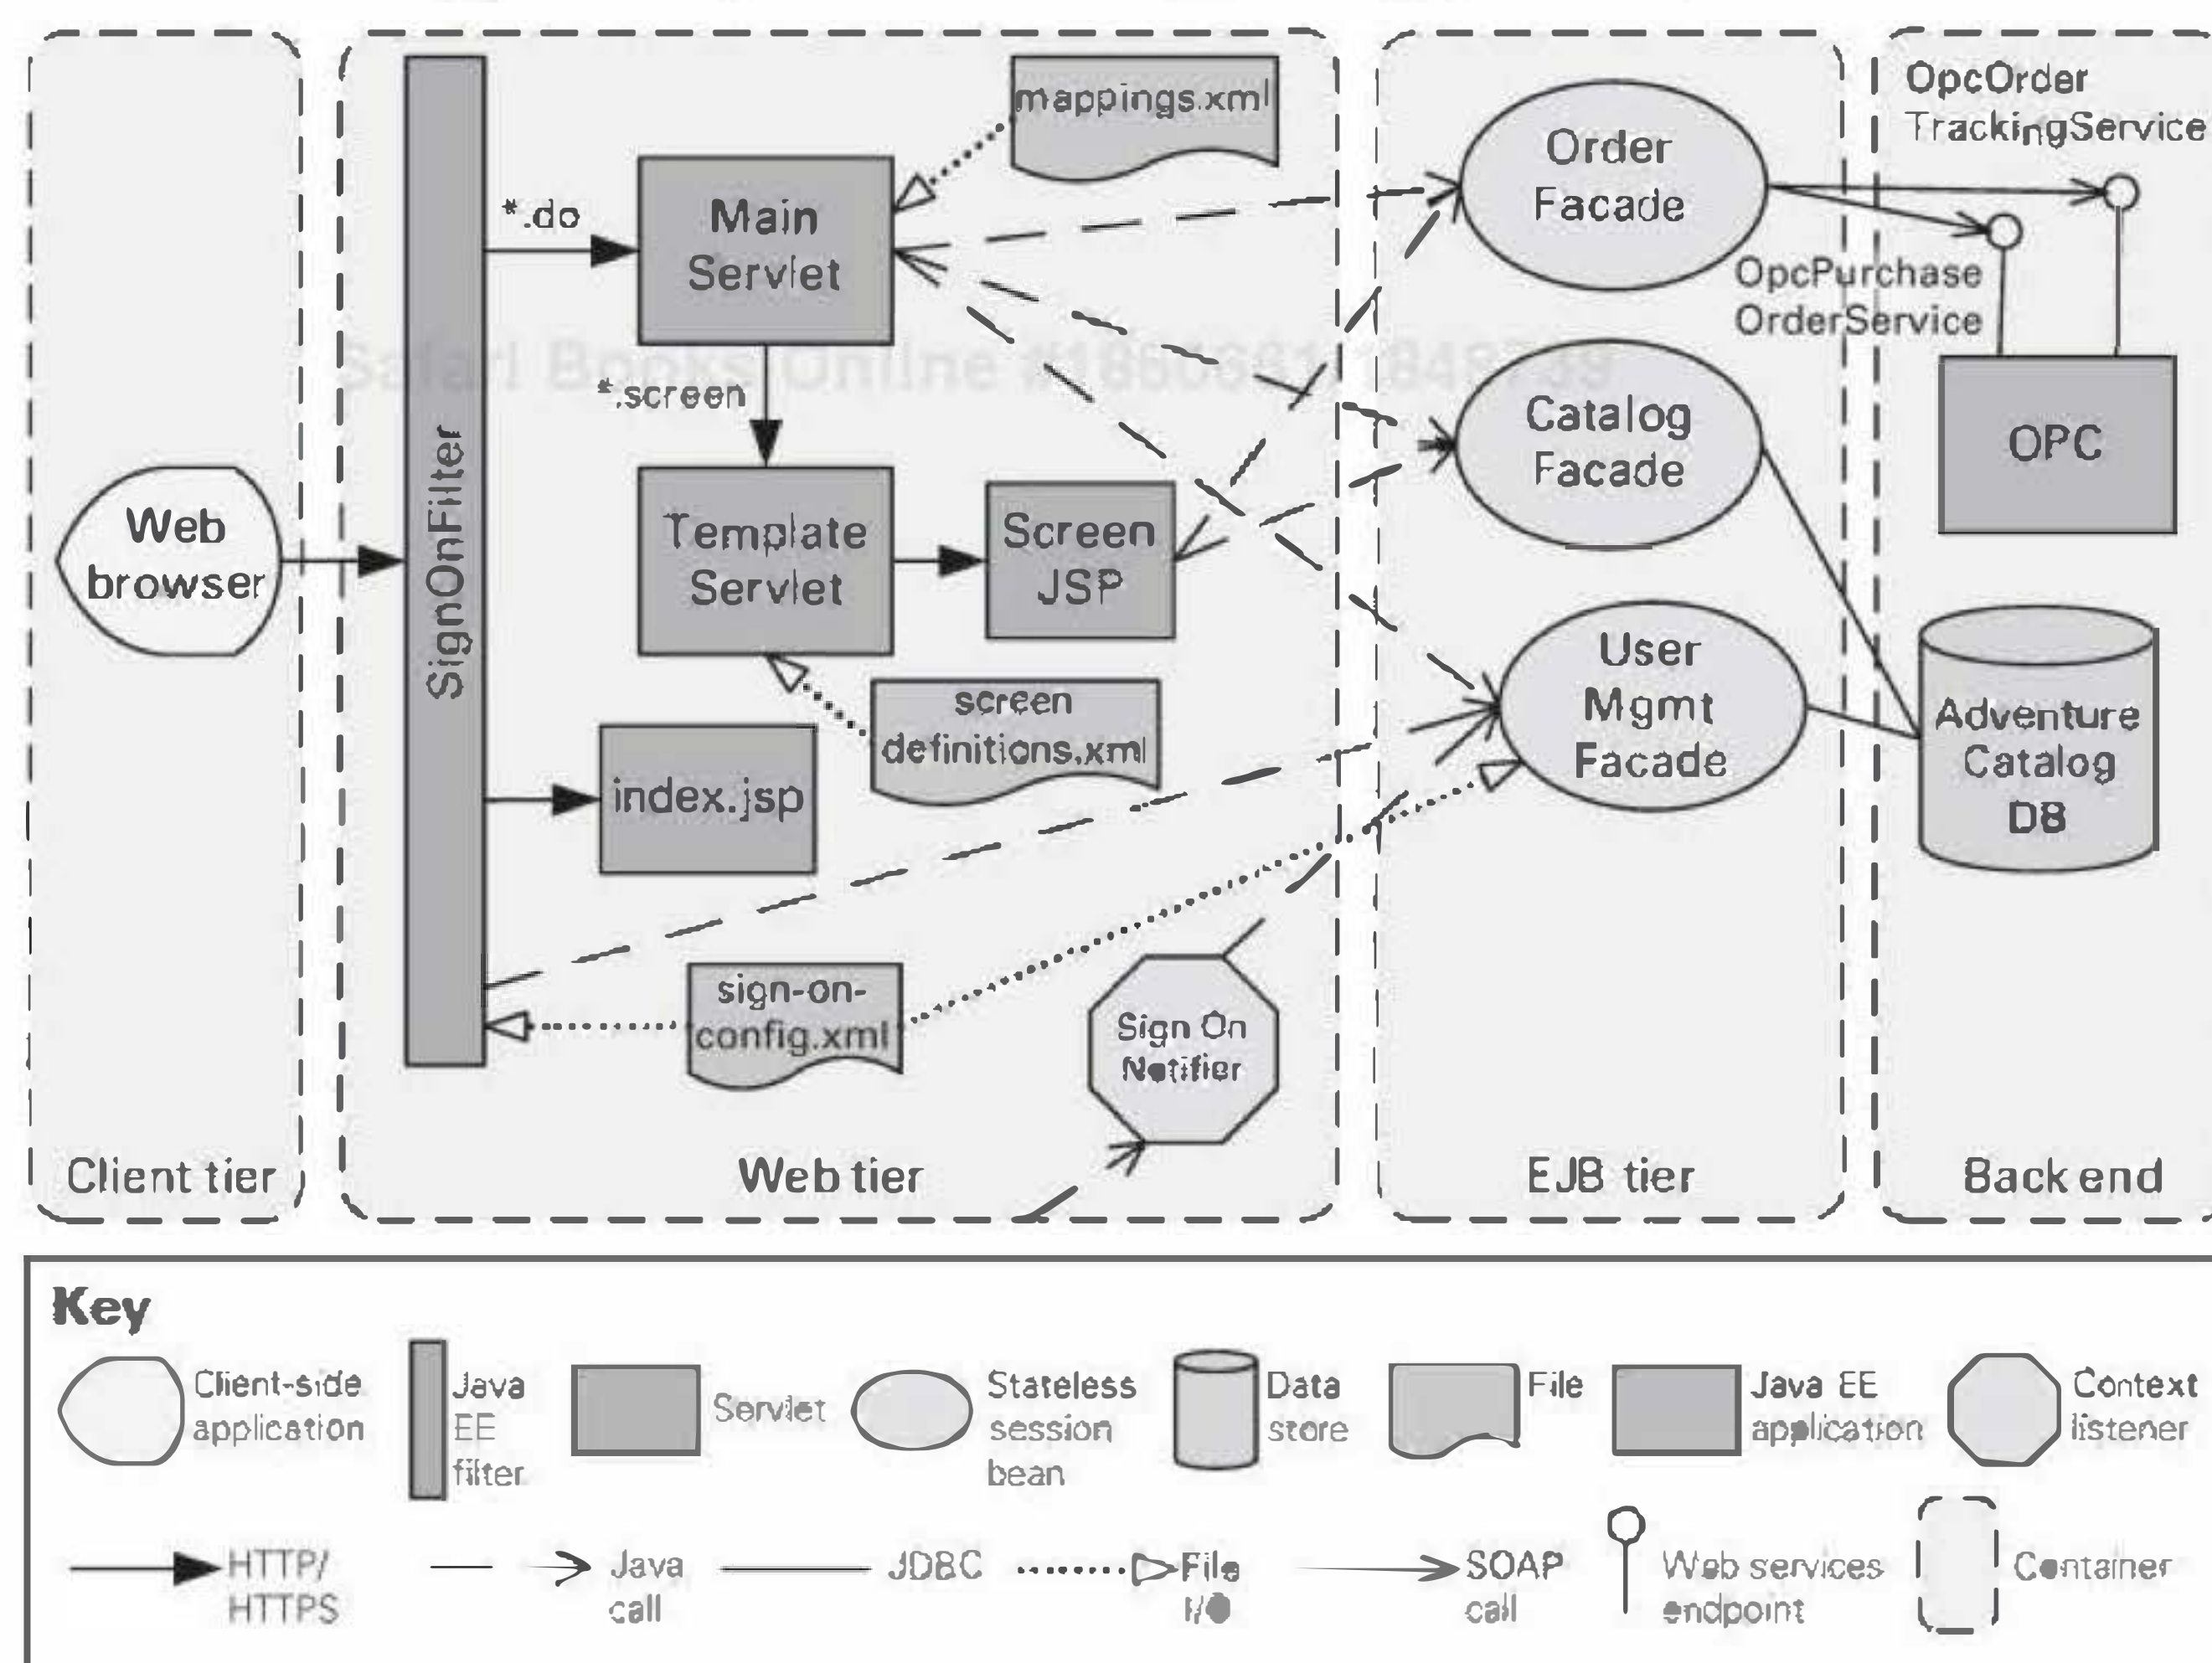 mappings.xml
OpcOrder
TrackingService
Order
Facade
*.do
Main
Servlet
OpcPurchase
OrderService
Safari Books Online
*.screen
Catalog
Facade
OPC
SignOnFilter
Web
browser
Template
Servlet
Screen
JSP
User
Mgmt
Facade
screen
definitions.xml
Adventure
Catalog
DB
index.jsp
sign-on-
config.xml
Sign On
Notifier
Client tier
Web tier
EJB tier
Back end
Key
Client-side
application
Java
EE
filter
Servlet
Stateless
session
bean
Data
store
File
Java EE
application
Context
listener
HTTP/
HTTPS
Java
call
JDBC
File
I/O
SOAP
call
Web services
endpoint
Container